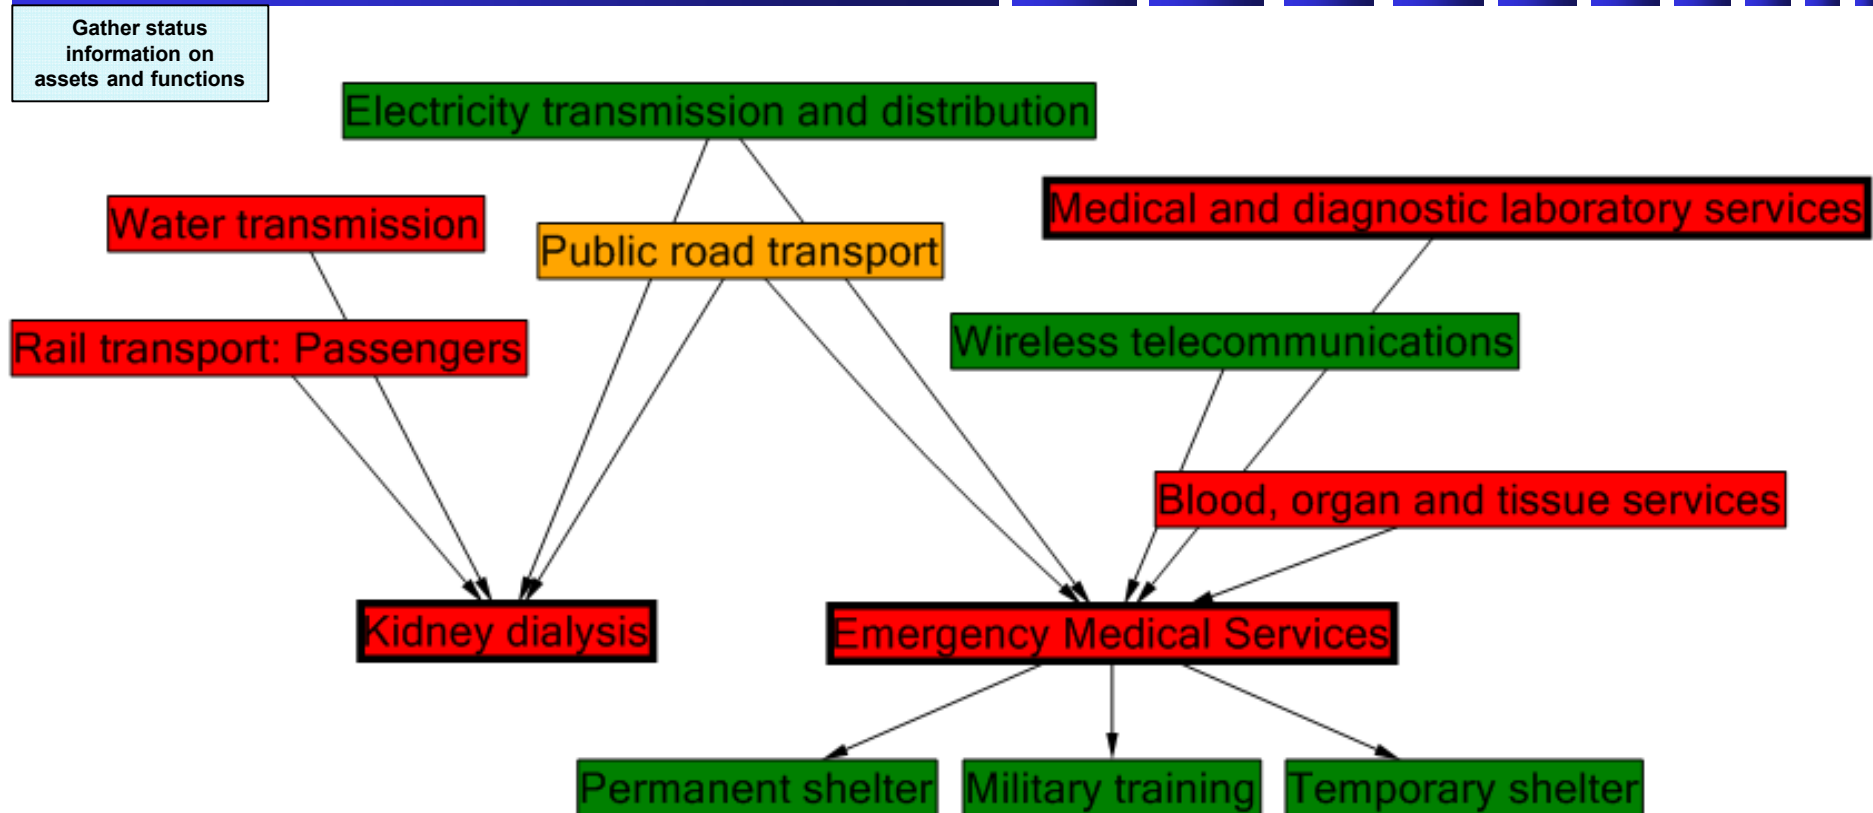 Gather status
information on
assets and functions
Electricity transmission and distribution
Medical and diagnostic laboratory services
Water transmission
Public road transport
Wireless telecommunications
Rail transport: Passengers
Blood, organ and tissue services
Kidney dialysis
Emergency Medical Services
Permanent shelter
Military training
Temporary shelter